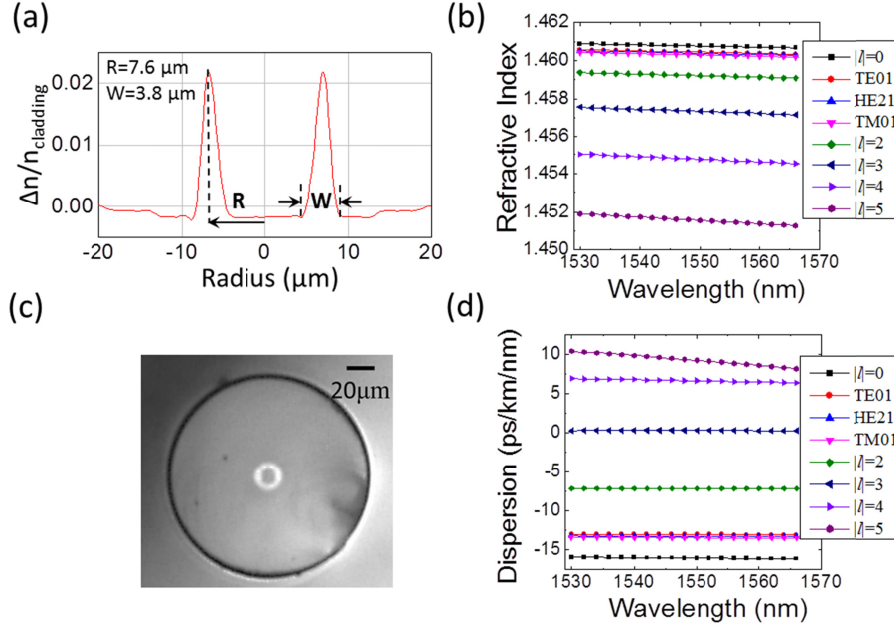 (a)
R=7.6 μm
W=3.8 μm
0.02
0.01
0.00
Δn/n_cladding
R
W
-20
-10
0
10
20
Radius (μm)
(b)
1.462
1.460
1.458
1.456
1.454
1.452
1.450
Refractive Index
1530
1540
1550
1560
1570
Wavelength (nm)
|l|=0
TE01
HE21
TM01
|l|=2
|l|=3
|l|=4
|l|=5
(c)
20μm
(d)
10
5
0
-5
-10
-15
Dispersion (ps/km/nm)
1530
1540
1550
1560
1570
Wavelength (nm)
|l|=0
TE01
HE21
TM01
|l|=2
|l|=3
|l|=4
|l|=5